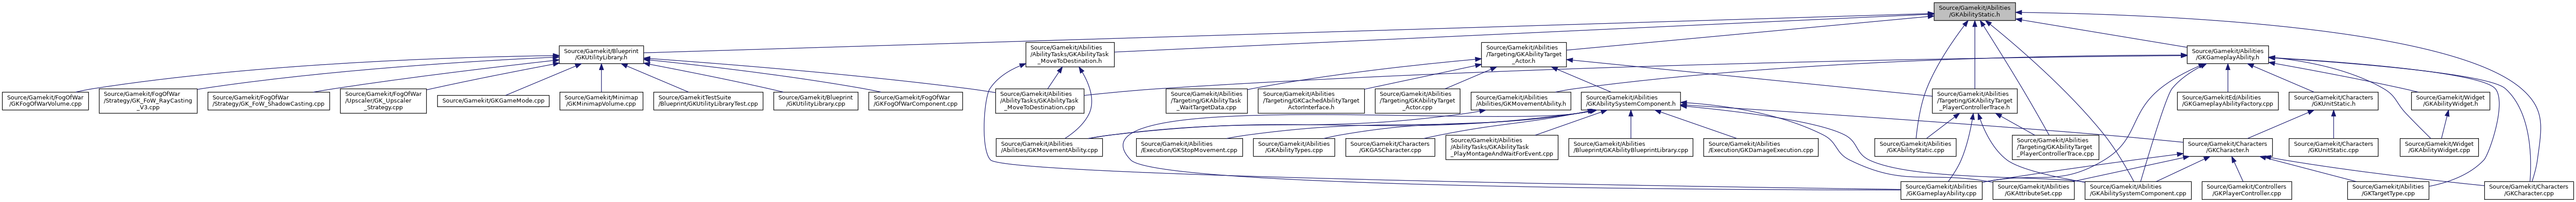 Source/Gamekit/Abilities
/GKAbilityStatic.h
Source/Gamekit/Blueprint
/GKUtilityLibrary.h
Source/Gamekit/Abilities
/AbilityTasks/GKAbilityTask
_MoveToDestination.h
Source/Gamekit/Abilities
/Targeting/GKAbilityTarget
_Actor.h
Source/Gamekit/Abilities
/GKGameplayAbility.h
Source/Gamekit/FogOfWar
/GKFogOfWarVolume.cpp
Source/Gamekit/FogOfWar
/Strategy/GK_FoW_RayCasting
_V3.cpp
Source/Gamekit/FogOfWar
/Strategy/GK_FoW_ShadowCasting.cpp
Source/Gamekit/FogOfWar
/Upscaler/GK_Upscaler
_Strategy.cpp
Source/Gamekit/GKGameMode.cpp
Source/Gamekit/Minimap
/GKMinimapVolume.cpp
Source/GamekitTestSuite
/Blueprint/GKUtilityLibraryTest.cpp
Source/Gamekit/Blueprint
/GKUtilityLibrary.cpp
Source/Gamekit/FogOfWar
/GKFogOfWarComponent.cpp
Source/Gamekit/Abilities
/AbilityTasks/GKAbilityTask
_MoveToDestination.cpp
Source/Gamekit/Abilities
/Targeting/GKAbilityTask
_WaitTargetData.cpp
Source/Gamekit/Abilities
/Targeting/GKCachedAbilityTarget
ActorInterface.h
Source/Gamekit/Abilities
/Targeting/GKAbilityTarget
_Actor.cpp
Source/Gamekit/Abilities
/Abilities/GKMovementAbility.h
Source/Gamekit/Abilities
/GKAbilitySystemComponent.h
Source/Gamekit/Abilities
/Targeting/GKAbilityTarget
_PlayerControllerTrace.h
Source/GamekitEd/Abilities
/GKGameplayAbilityFactory.cpp
Source/Gamekit/Characters
/GKUnitStatic.h
Source/Gamekit/Widget
/GKAbilityWidget.h
Source/Gamekit/Abilities
/Abilities/GKMovementAbility.cpp
Source/Gamekit/Abilities
/Execution/GKStopMovement.cpp
Source/Gamekit/Abilities
/GKAbilityTypes.cpp
Source/Gamekit/Characters
/GKGASCharacter.cpp
Source/Gamekit/Abilities
/AbilityTasks/GKAbilityTask
_PlayMontageAndWaitForEvent.cpp
Source/Gamekit/Abilities
/Blueprint/GKAbilityBlueprintLibrary.cpp
Source/Gamekit/Abilities
/Execution/GKDamageExecution.cpp
Source/Gamekit/Abilities
/GKAbilityStatic.cpp
Source/Gamekit/Abilities
/Targeting/GKAbilityTarget
_PlayerControllerTrace.cpp
Source/Gamekit/Characters
/GKCharacter.h
Source/Gamekit/Characters
/GKUnitStatic.cpp
Source/Gamekit/Widget
/GKAbilityWidget.cpp
Source/Gamekit/Abilities
/GKGameplayAbility.cpp
Source/Gamekit/Abilities
/GKAttributeSet.cpp
Source/Gamekit/Abilities
/GKAbilitySystemComponent.cpp
Source/Gamekit/Controllers
/GKPlayerController.cpp
Source/Gamekit/Abilities
/GKTargetType.cpp
Source/Gamekit/Characters
/GKCharacter.cpp